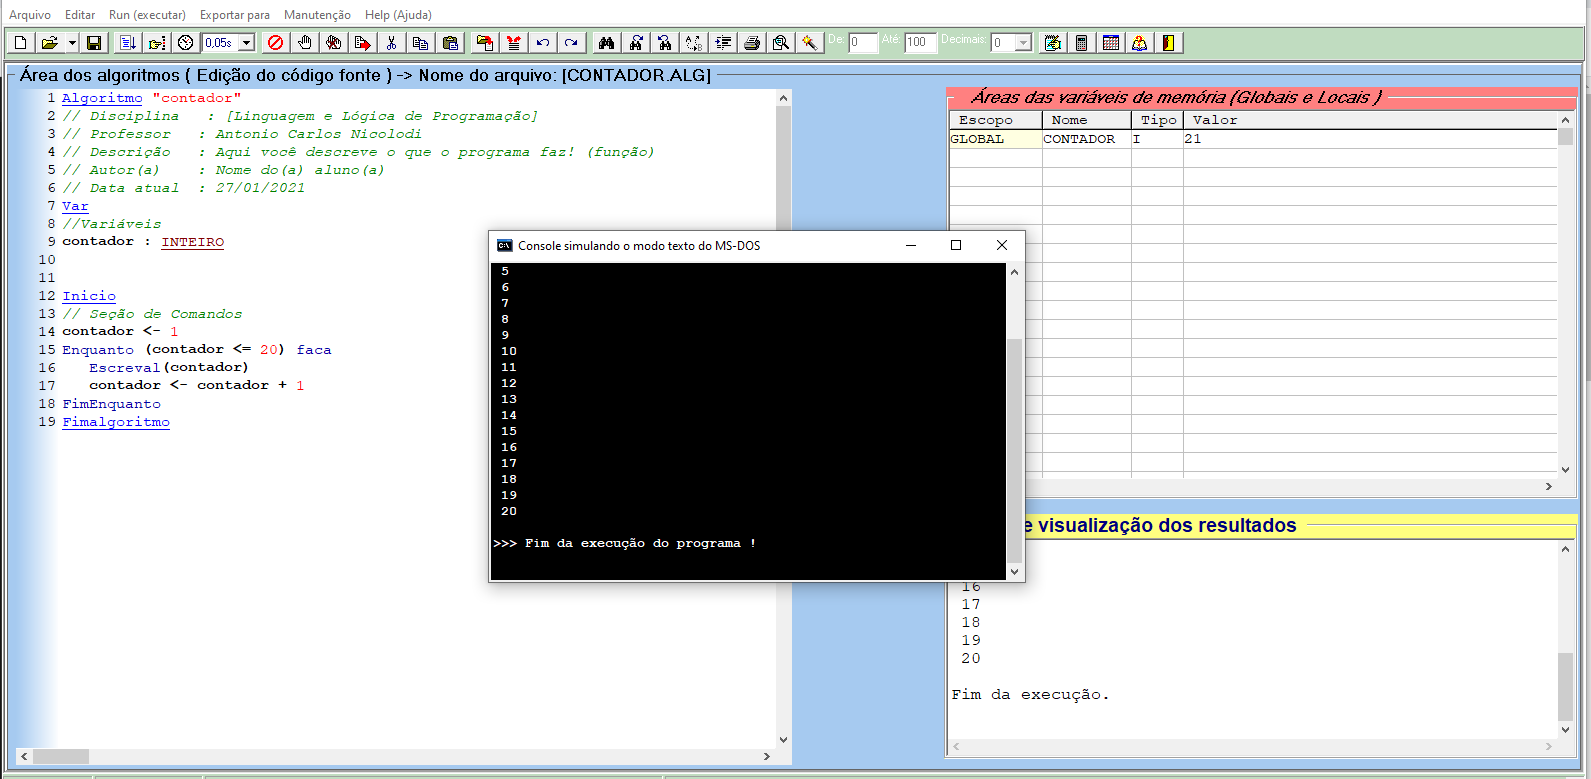 Arquivo Editar Run (executar) Exportar para Manutenção Help (Ajuda)
0,05s De: 0 Até: 100 Decimais: 0
Área dos algoritmos ( Edição do código fonte ) -> Nome do arquivo: [CONTADOR.ALG]
1 Algoritmo "contador"
2 // Disciplina : [Linguagem e Lógica de Programação]
3 // Professor : Antonio Carlos Nicolodi
4 // Descrição : Aqui você descreve o que o programa faz! (função)
5 // Autor(a) : Nome do(a) aluno(a)
6 // Data atual : 27/01/2021
7 Var
8 //Variáveis
9 contador : INTEIRO
10
11
12 Inicio
13 // Seção de Comandos
14 contador <- 1
15 Enquanto (contador <= 20) faca
16 Escreval(contador)
17 contador <- contador + 1
18 FimEnquanto
19 Fimalgoritmo
Console simulando o modo texto do MS-DOS
5
6
7
8
9
10
11
12
13
14
15
16
17
18
19
20
>>> Fim da execução do programa !
Áreas das variáveis de memória (Globais e Locais )
Escopo Nome Tipo Valor
GLOBAL CONTADOR I 21
e visualização dos resultados
16
17
18
19
20
Fim da execução.